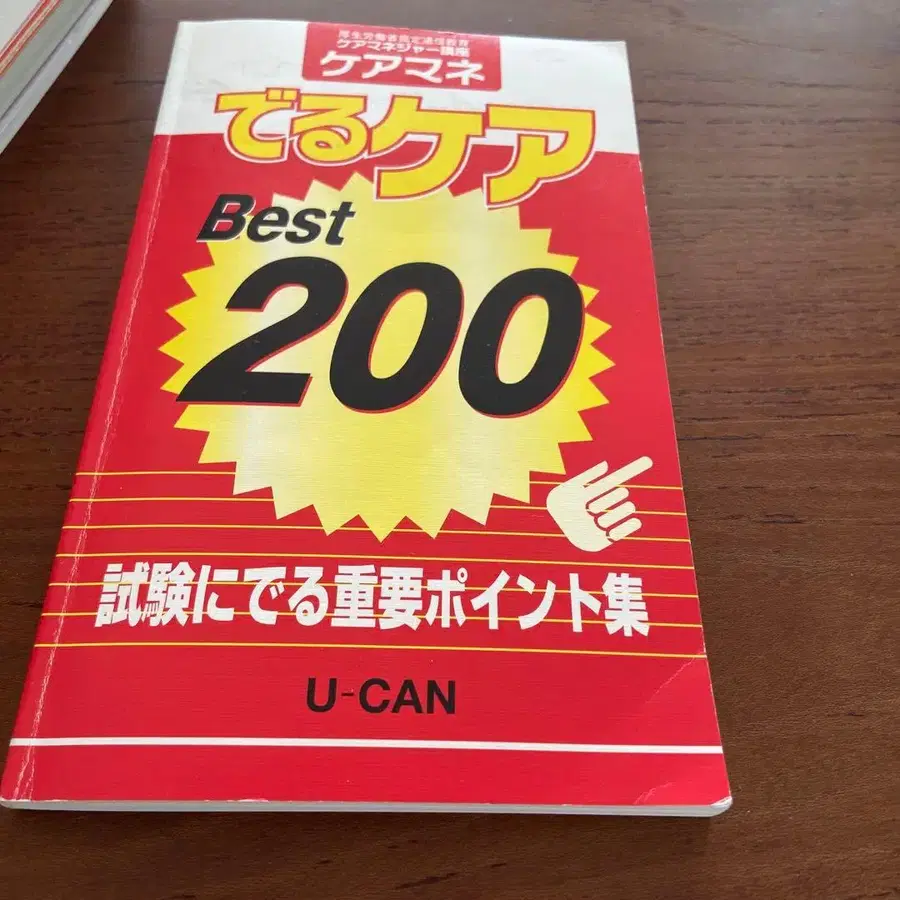 厚生労働省認定通信教育
ケアマネジャー講座
ケアマネ
でるケア
Best
200
試験にでる重要ポイント集
U-CAN